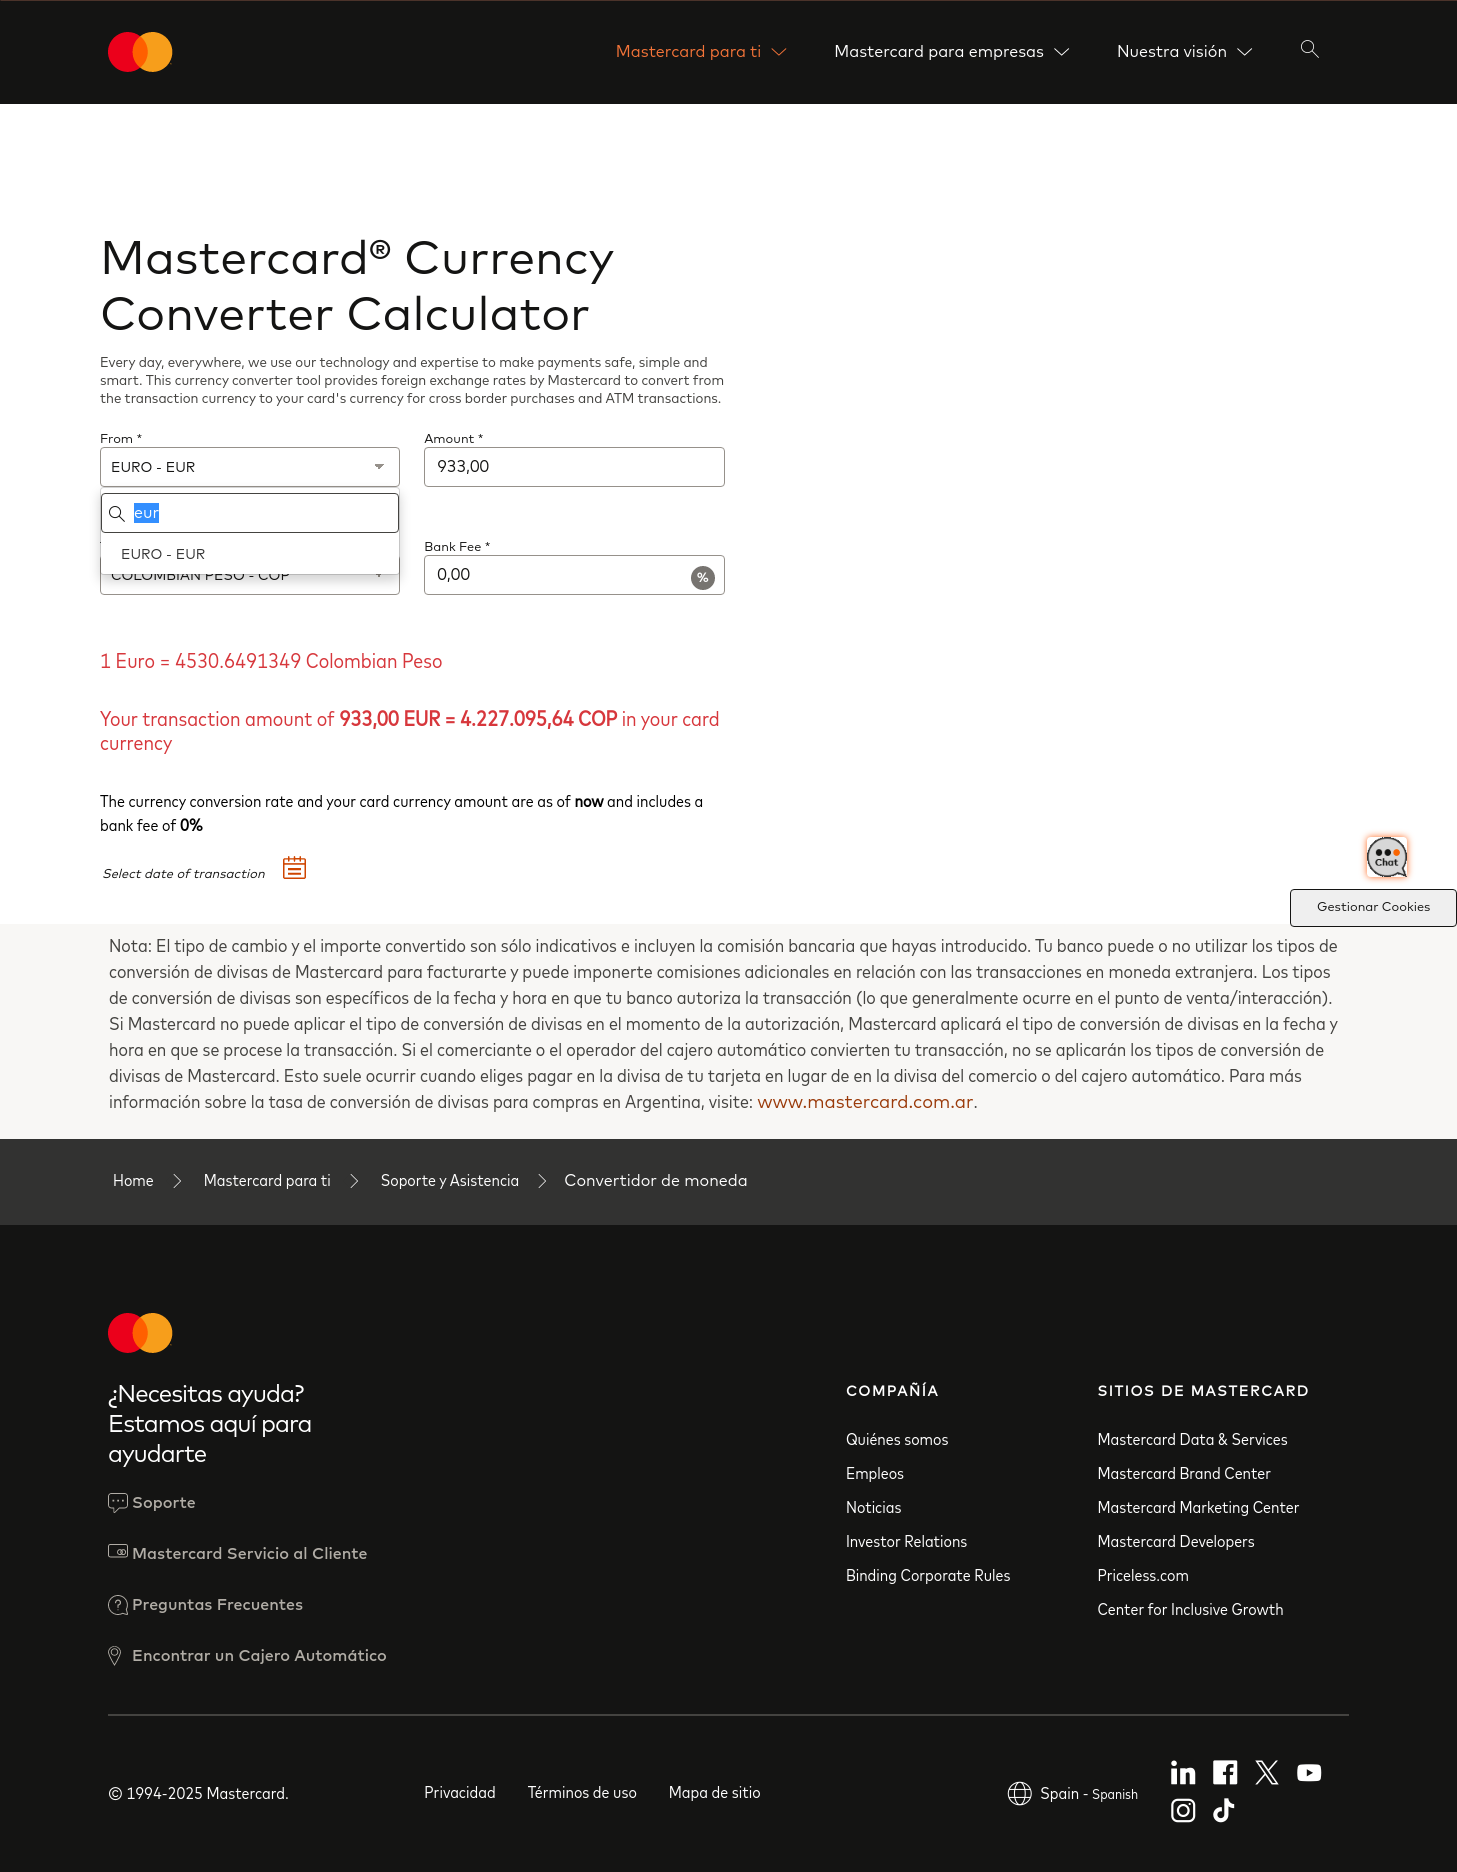 Mastercard para ti
Mastercard para empresas
Nuestra visión
Mastercard® Currency
Converter Calculator
Every day, everywhere, we use our technology and expertise to make payments safe, simple and
smart. This currency converter tool provides foreign exchange rates by Mastercard to convert from
the transaction currency to your card's currency for cross border purchases and ATM transactions.
From *
Amount *
EURO - EUR
933,00
eur
EURO - EUR
Bank Fee *
COLOMBIAN PESO - COP
0,00
%
1 Euro = 4530.6491349 Colombian Peso
Your transaction amount of 933,00 EUR = 4.227.095,64 COP in your card
currency
The currency conversion rate and your card currency amount are as of now and includes a
bank fee of 0%
Select date of transaction
Chat
Gestionar Cookies
Nota: El tipo de cambio y el importe convertido son sólo indicativos e incluyen la comisión bancaria que hayas introducido. Tu banco puede o no utilizar los tipos de
conversión de divisas de Mastercard para facturarte y puede imponerte comisiones adicionales en relación con las transacciones en moneda extranjera. Los tipos
de conversión de divisas son específicos de la fecha y hora en que tu banco autoriza la transacción (lo que generalmente ocurre en el punto de venta/interacción).
Si Mastercard no puede aplicar el tipo de conversión de divisas en el momento de la autorización, Mastercard aplicará el tipo de conversión de divisas en la fecha y
hora en que se procese la transacción. Si el comerciante o el operador del cajero automático convierten tu transacción, no se aplicarán los tipos de conversión de
divisas de Mastercard. Esto suele ocurrir cuando eliges pagar en la divisa de tu tarjeta en lugar de en la divisa del comercio o del cajero automático. Para más
información sobre la tasa de conversión de divisas para compras en Argentina, visite: www.mastercard.com.ar.
Home
Mastercard para ti
Soporte y Asistencia
Convertidor de moneda
¿Necesitas ayuda?
Estamos aquí para
ayudarte
Soporte
Mastercard Servicio al Cliente
Preguntas Frecuentes
Encontrar un Cajero Automático
COMPAÑÍA
Quiénes somos
Empleos
Noticias
Investor Relations
Binding Corporate Rules
SITIOS DE MASTERCARD
Mastercard Data & Services
Mastercard Brand Center
Mastercard Marketing Center
Mastercard Developers
Priceless.com
Center for Inclusive Growth
© 1994-2025 Mastercard.
Privacidad
Términos de uso
Mapa de sitio
Spain - Spanish